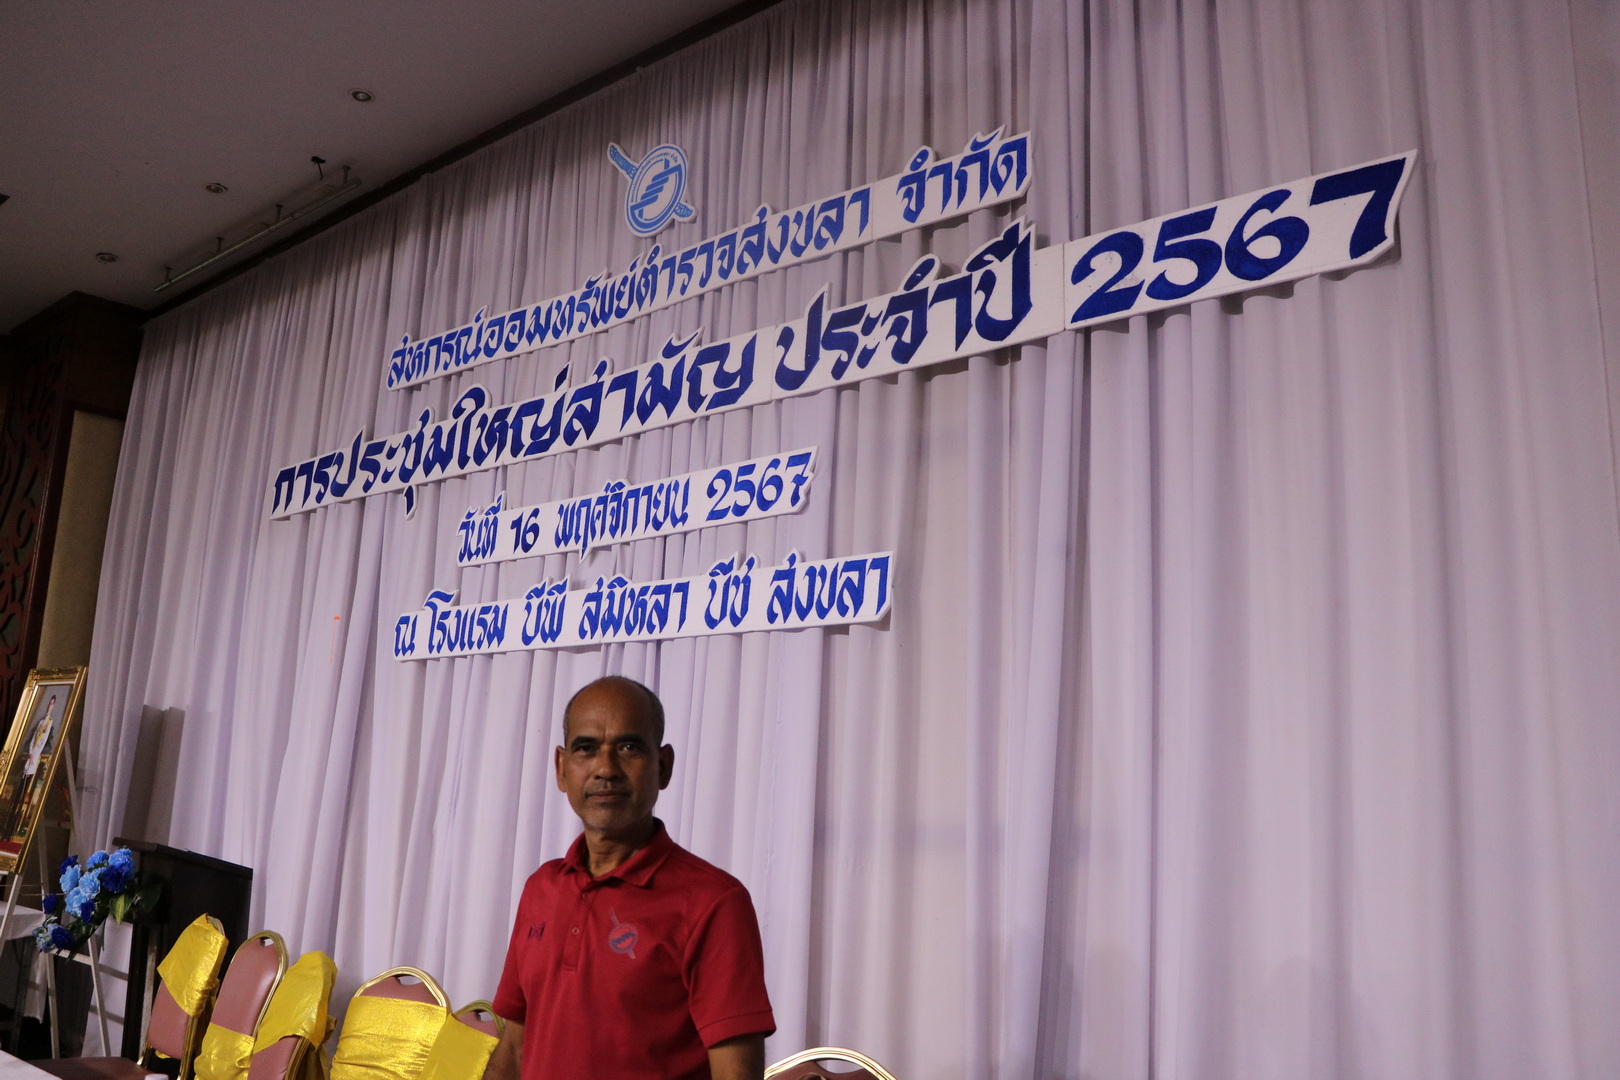 สหกรณ์ออมทรัพย์ตำรวจสงขลา จำกัด
การประชุมใหญ่สามัญ ประจำปี 2567
วันที่ 16 พฤศจิกายน 2567
ณ โรงแรม บีพี สมิหลา บีช สงขลา